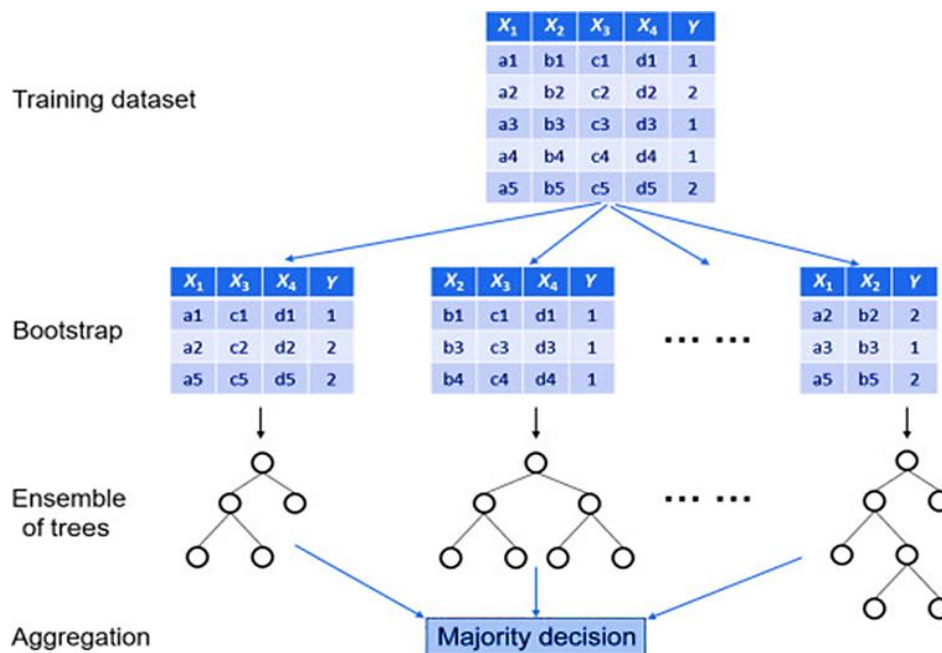 X1 X2 X3 X4 Y
a1 b1 c1 d1 1
a2 b2 c2 d2 2
Training dataset
a3 b3 c3 d3 1
a4 b4 c4 d4 1
a5 b5 c5 d5 2
X1 X3 X4 Y
a1 c1 d1 1
a2 c2 d2 2
a5 c5 d5 2
X2 X3 X4 Y
b1 c1 d1 1
b3 c3 d3 1
b4 c4 d4 1
X1 X2 Y
a2 b2 2
a3 b3 1
a5 b5 2
Bootstrap
... ...
Ensemble
of trees
... ...
Aggregation
Majority decision